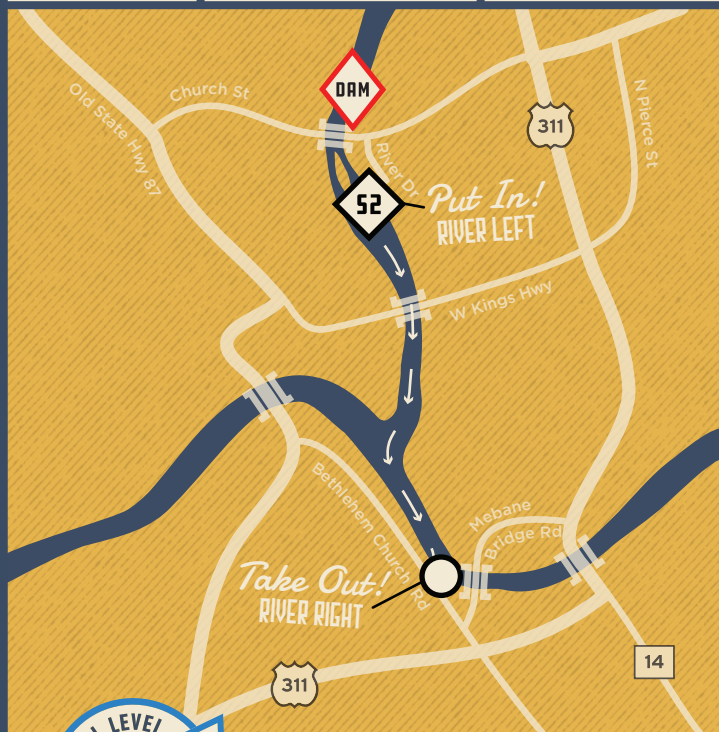 DAM
Church St
Old State Hwy 87
N Pierce St
311
River Dr
52
Put In!
RIVER LEFT
W Kings Hwy
Bethlehem Church Rd
Mebane
Bridge Rd
Take Out!
RIVER RIGHT
14
311
LEVEL